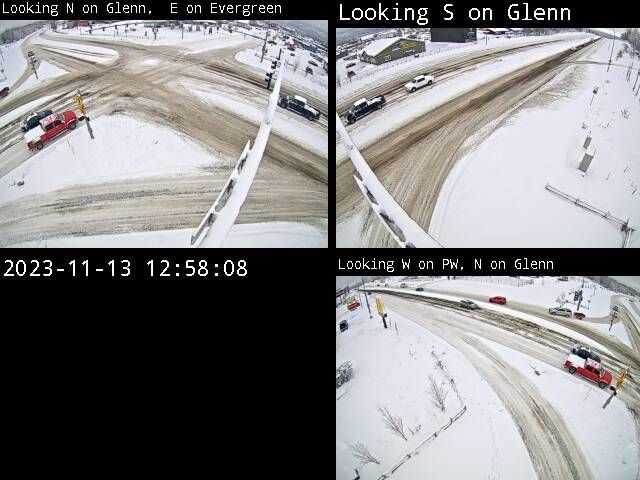 Looking N on Glenn,  E on Evergreen
Looking S on Glenn
2023-11-13 12:58:08
Looking W on PW, N on Glenn